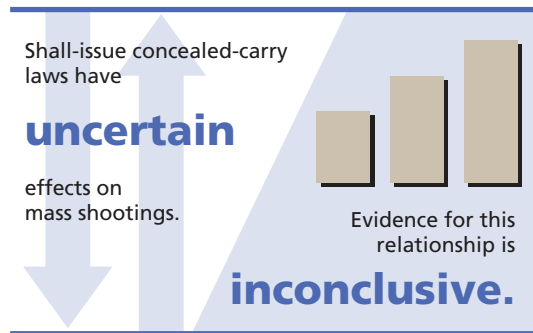 Shall-issue concealed-carry
laws have
uncertain
effects on
mass shootings.
Evidence for this
relationship is
inconclusive.